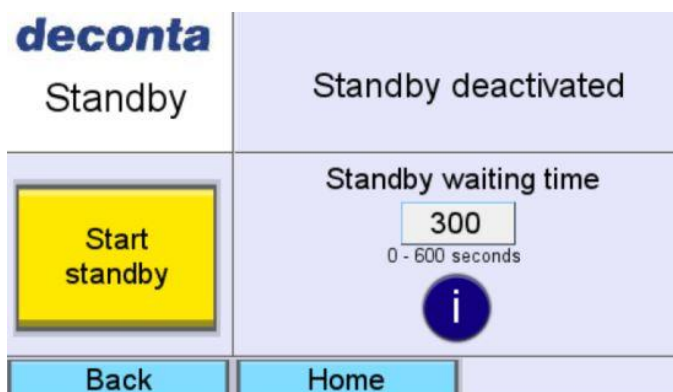 deconta
Standby
Standby deactivated
Start
standby
Standby waiting time
300
0 - 600 seconds
i
Back
Home